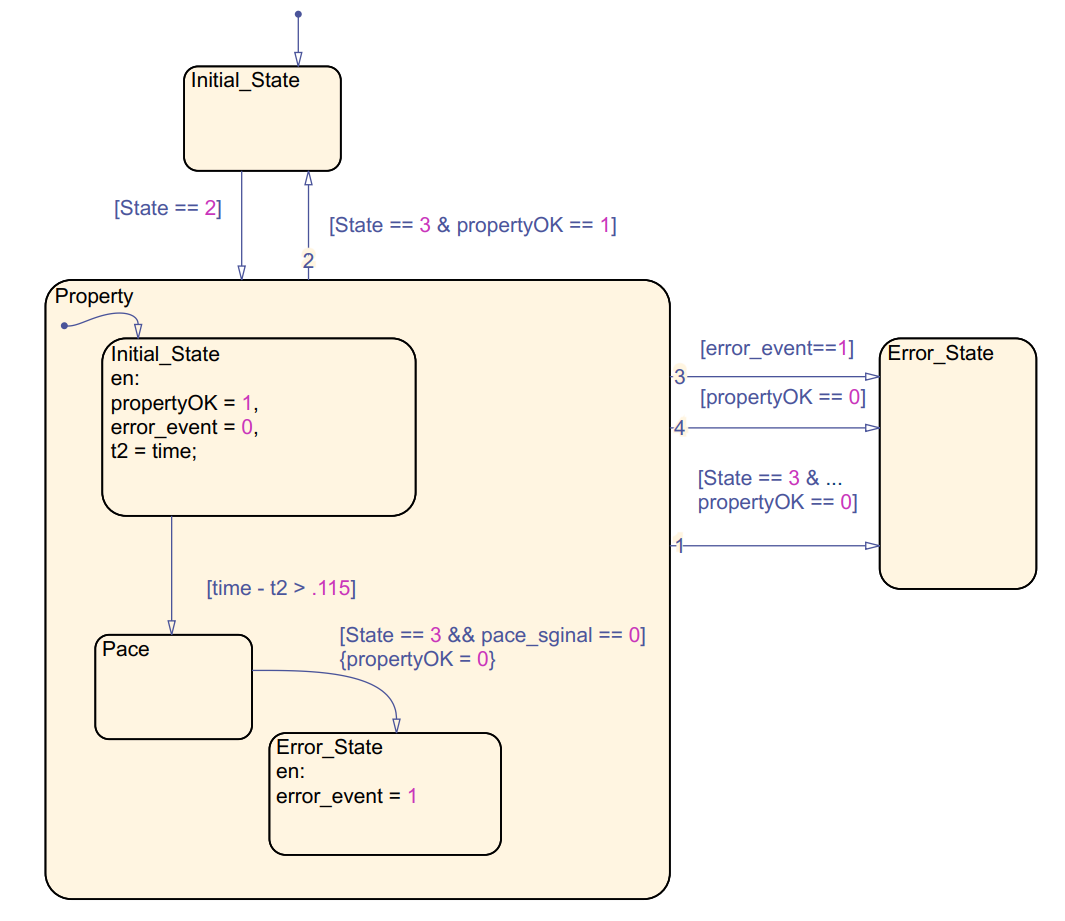 Initial_State
[State == 2]
[State == 3 & propertyOK == 1]
2
Property
Initial_State
en:
propertyOK = 1,
error_event = 0,
t2 = time;
[time - t2 > .115]
Pace
[State == 3 && pace_sginal == 0]
{propertyOK = 0}
Error_State
en:
error_event = 1
[error_event==1]
3
[propertyOK == 0]
4
[State == 3 & ...
propertyOK == 0]
1
Error_State